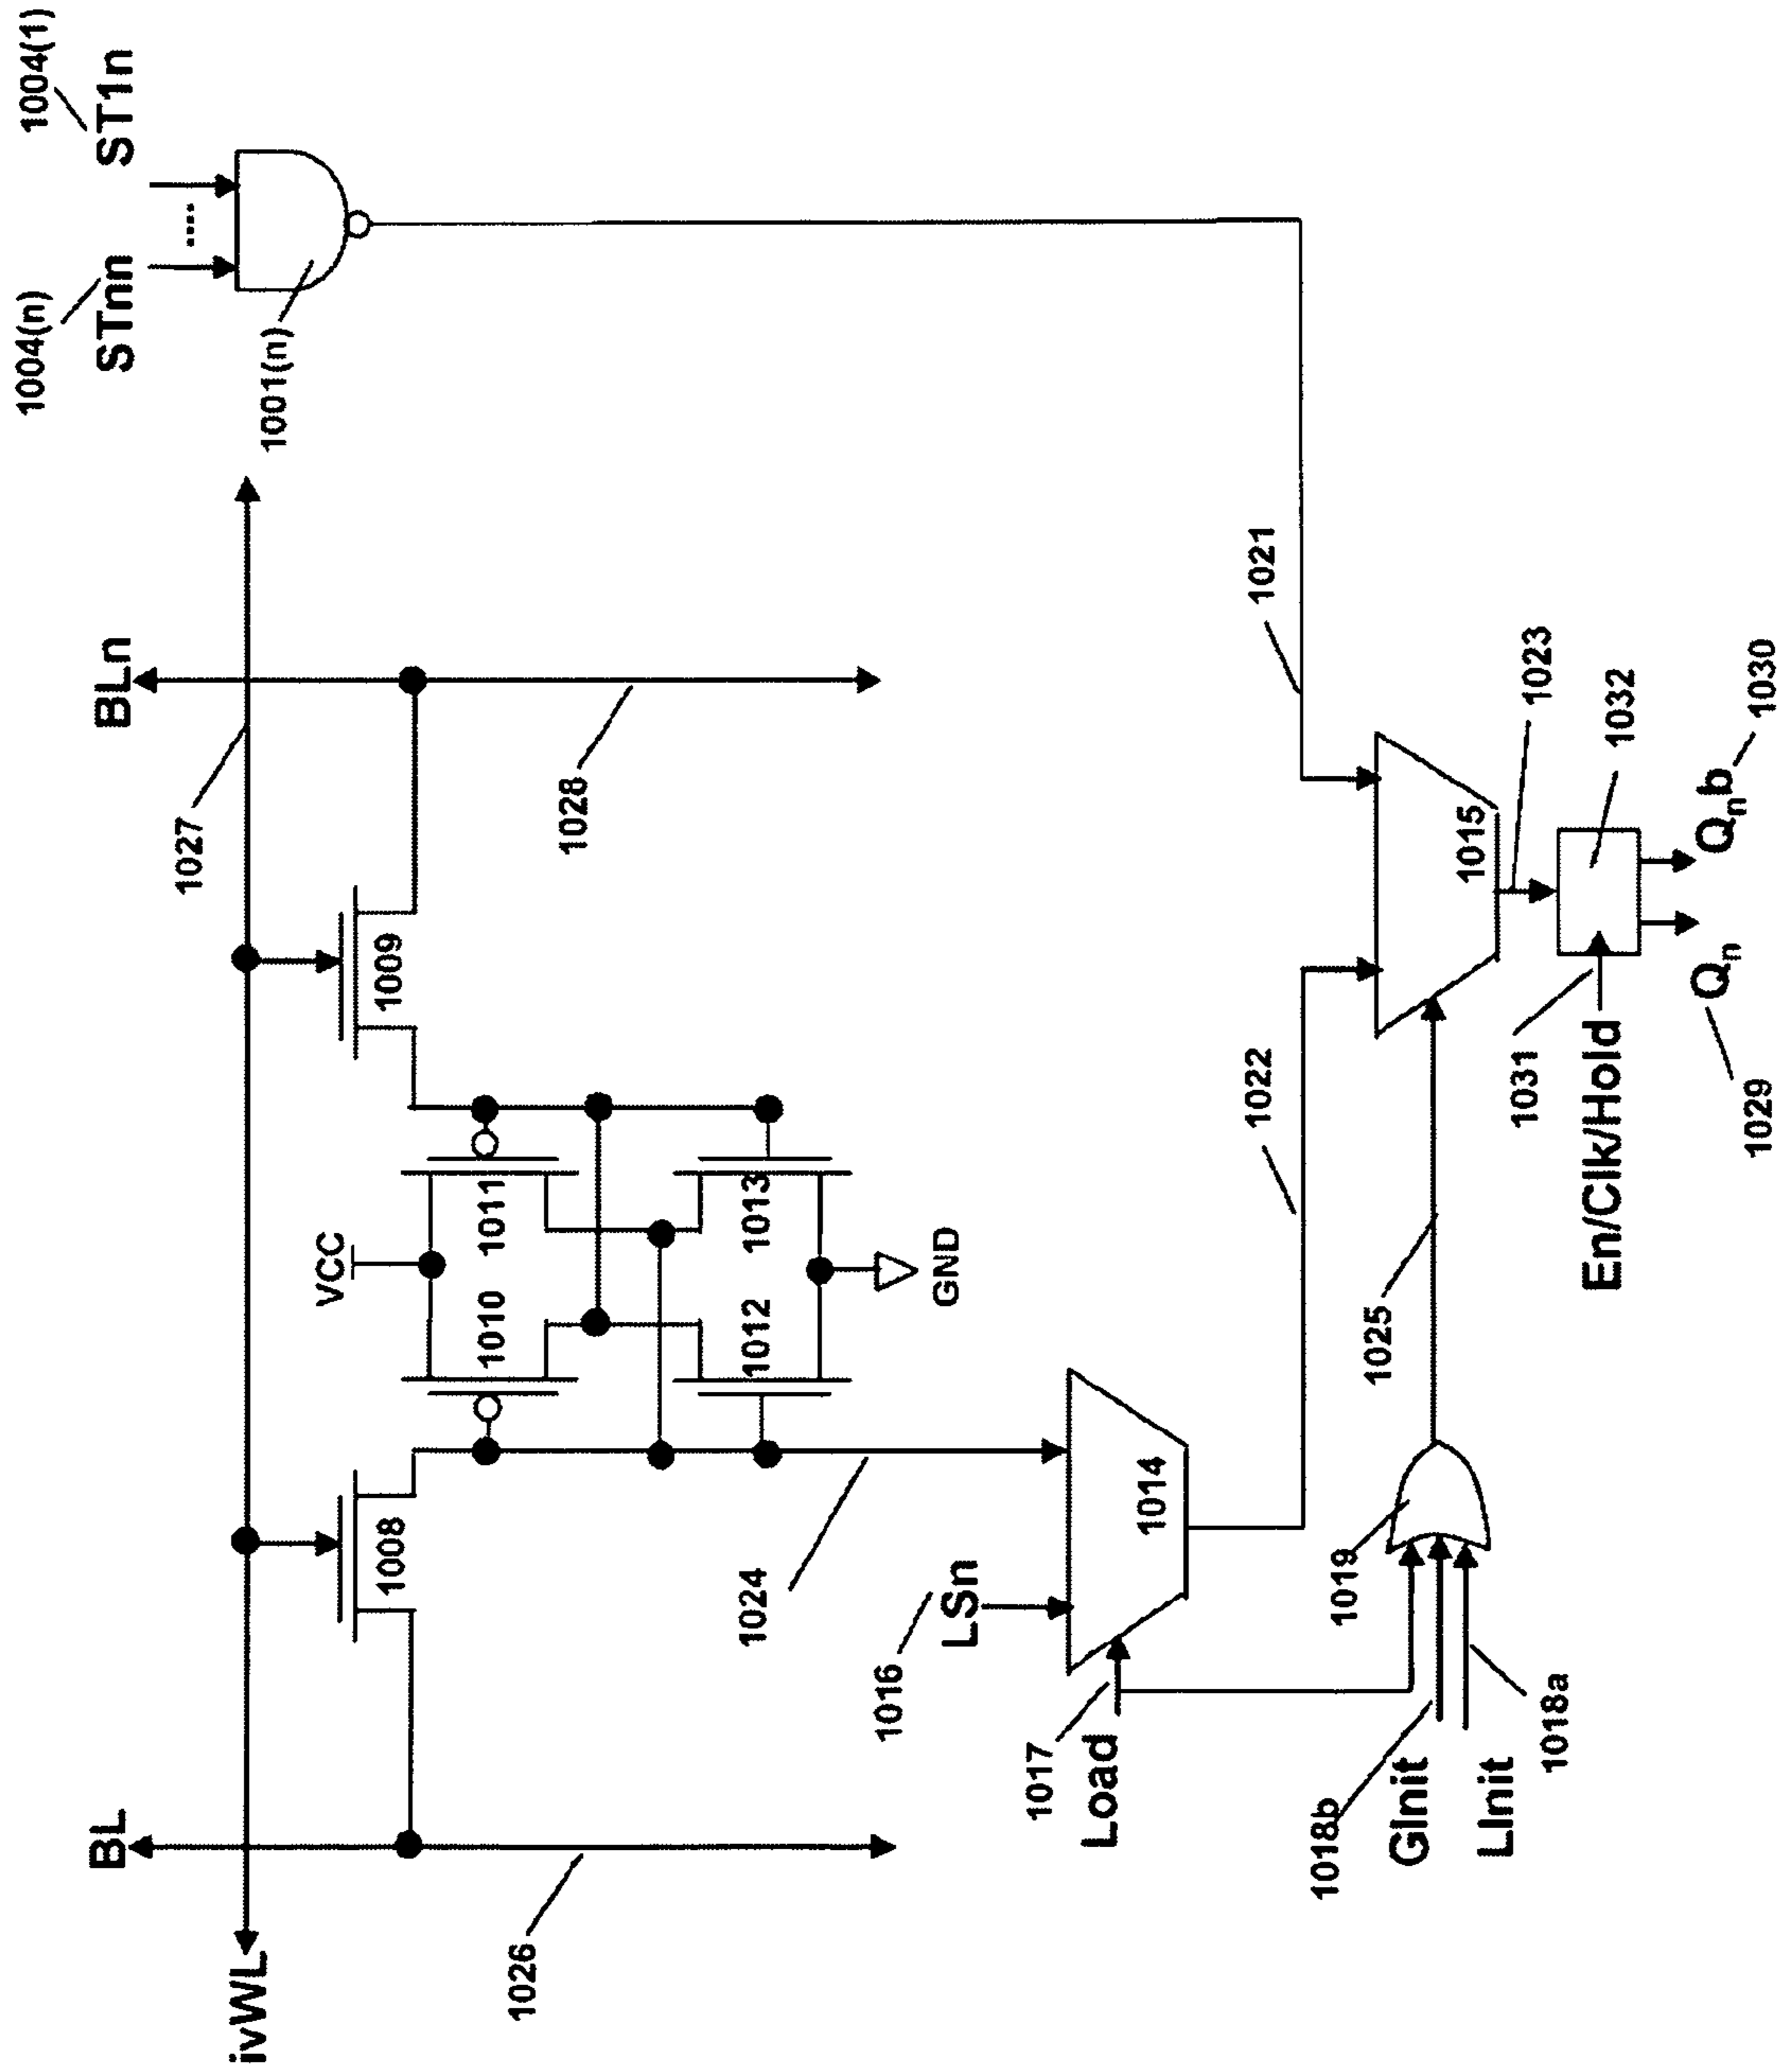 1004(n)
1004(1)
BL
BLn
STnn
....
ST1n
ivWL
1027
1001(n)
VCC
1008
1009
1010
1011
1026
1028
1012
1013
1024
GND
1016
LSn
1017
Load
1014
1022
1021
1018b
GInit
LInit
1018a
1019
1025
1015
1023
1031
En/Clk/Hold
1032
1029
Qn
Qnb
1030